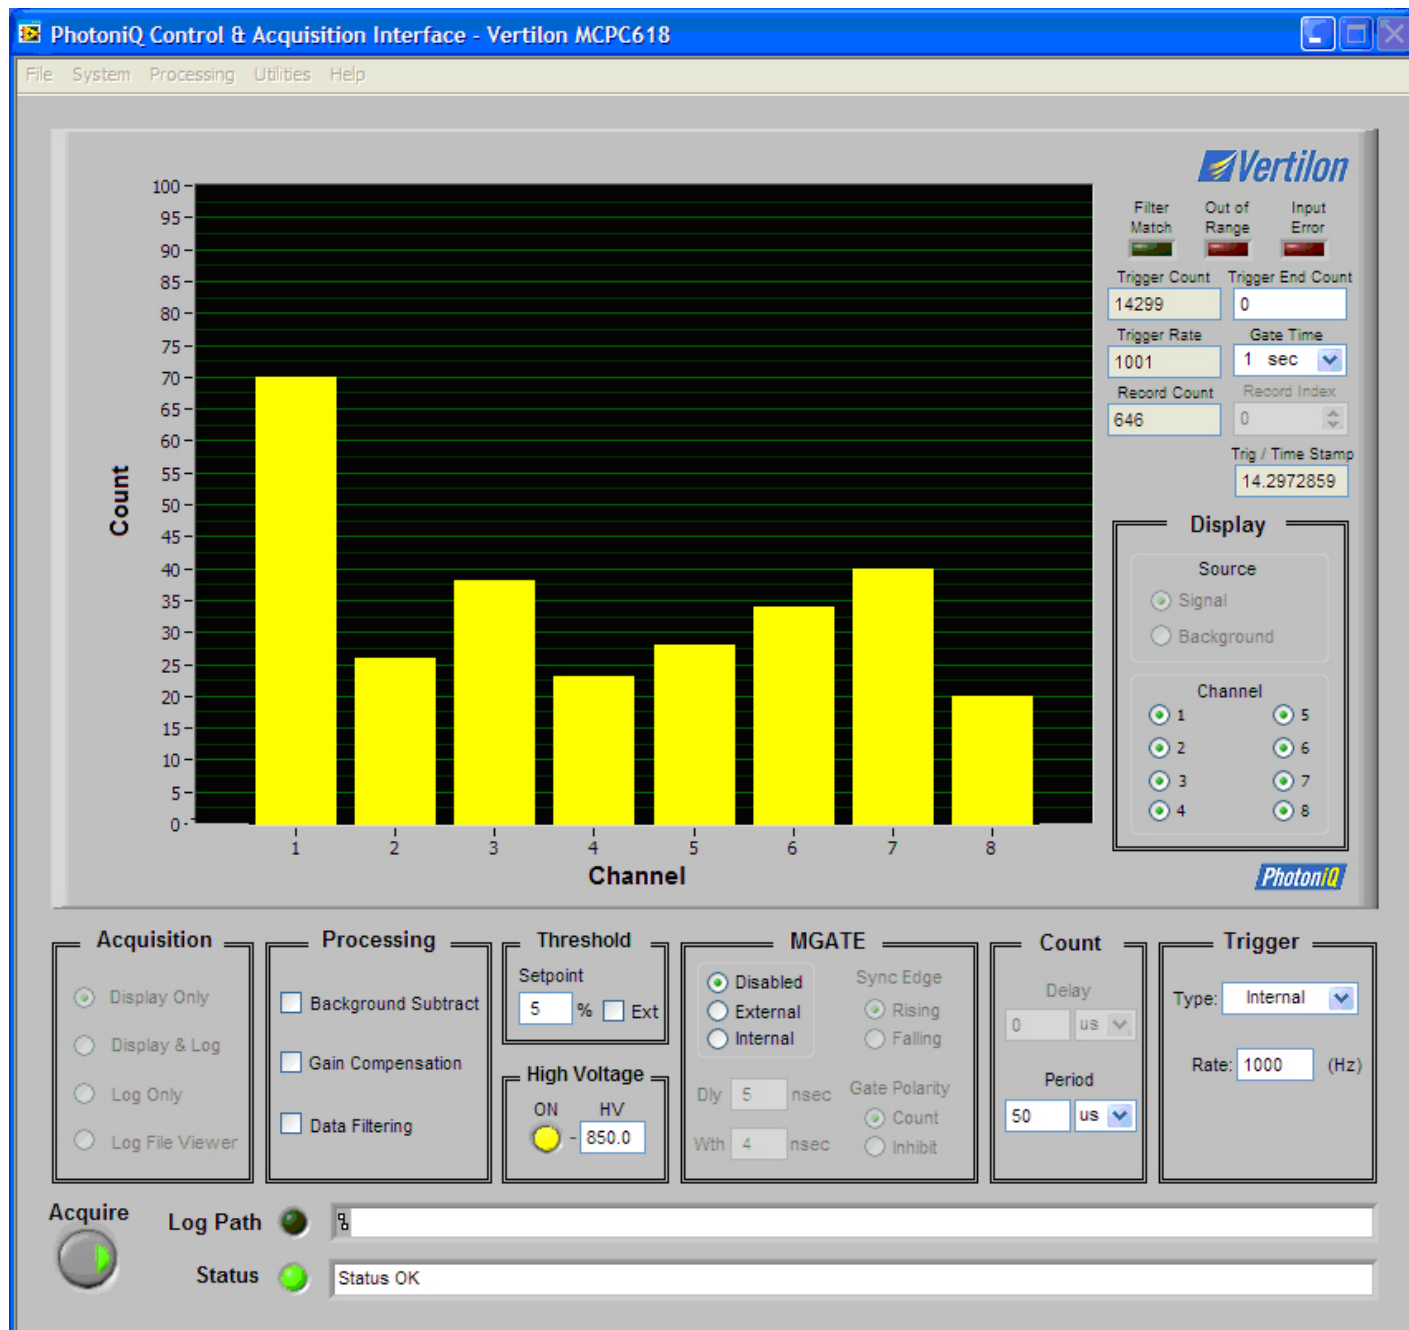 PhotoniQ Control & Acquisition Interface - Vertilon MCPC618
File System Processing Utilities Help
Vertilon
Filter Match
Out of Range
Input Error
Trigger Count
14299
Trigger End Count
0
Trigger Rate
1001
Gate Time
1 sec
Record Count
646
Record Index
0
Trig / Time Stamp
14.2972859
100
95
90
85
80
75
70
65
60
55
50
45
40
35
30
25
20
15
10
5
0
Count
1 2 3 4 5 6 7 8
Channel
Display
Source
Signal
Background
Channel
1 5
2 6
3 7
4 8
PhotoniQ
Acquisition
Display Only
Display & Log
Log Only
Log File Viewer
Processing
Background Subtract
Gain Compensation
Data Filtering
Threshold
Setpoint
5 % Ext
High Voltage
ON HV
- 850.0
MGATE
Disabled
External
Internal
Sync Edge
Rising
Falling
Dly 5 nsec
Wth 4 nsec
Gate Polarity
Count
Inhibit
Count
Delay
0 us
Period
50 us
Trigger
Type: Internal
Rate: 1000 (Hz)
Acquire
Log Path
Status
Status OK